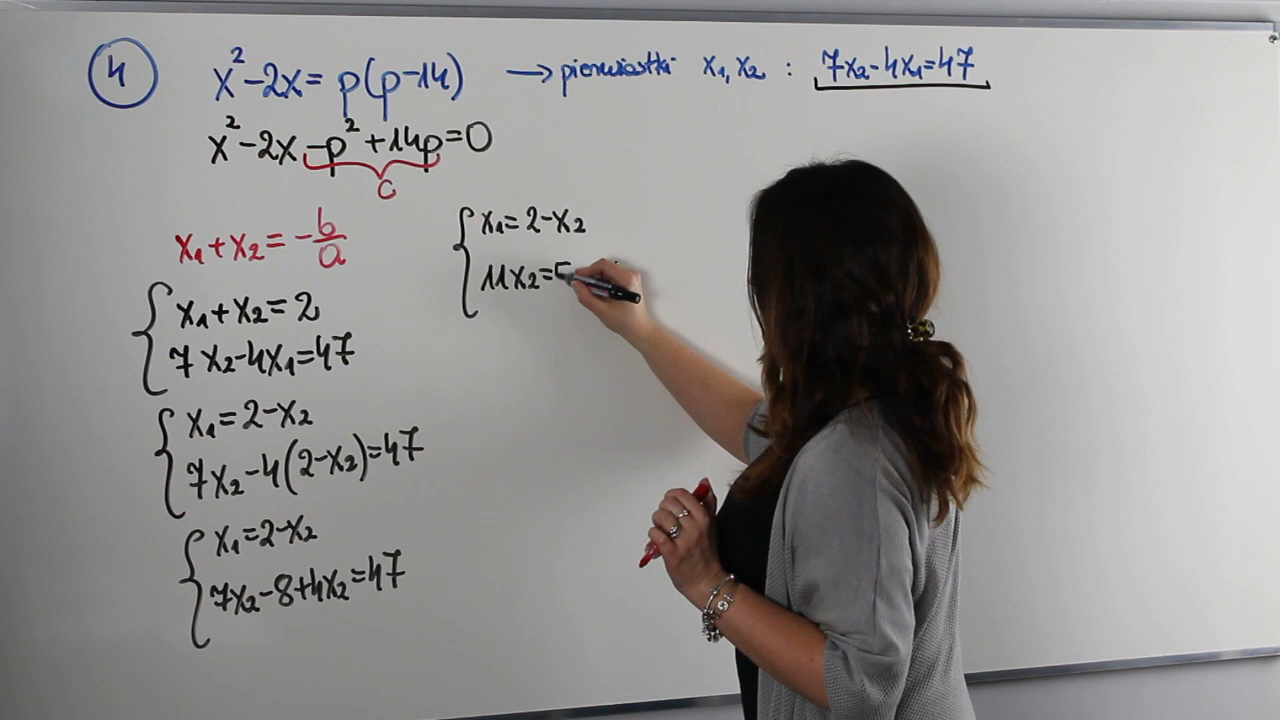 4 x²-2x= p(p-14) → pierwiastki x₁, x₂ : 7x₂-4x₁=47
x²-2x-p²+14p=0
c
x₁+x₂= -b/a
x₁+x₂=2
7x₂-4x₁=47
x₁=2-x₂
7x₂-4(2-x₂)=47
x₁=2-x₂
7x₂-8+4x₂=47
x₁=2-x₂
11x₂=5